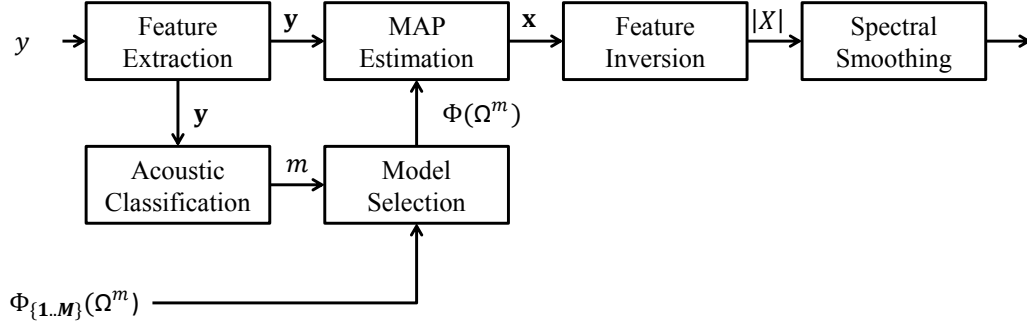 y
Feature
Extraction
𝐲
MAP
Estimation
𝐱
Feature
Inversion
|X|
Spectral
Smoothing
𝐲
Φ(Ω^m)
Acoustic
Classification
m
Model
Selection
Φ_{1..M}(Ω^m)